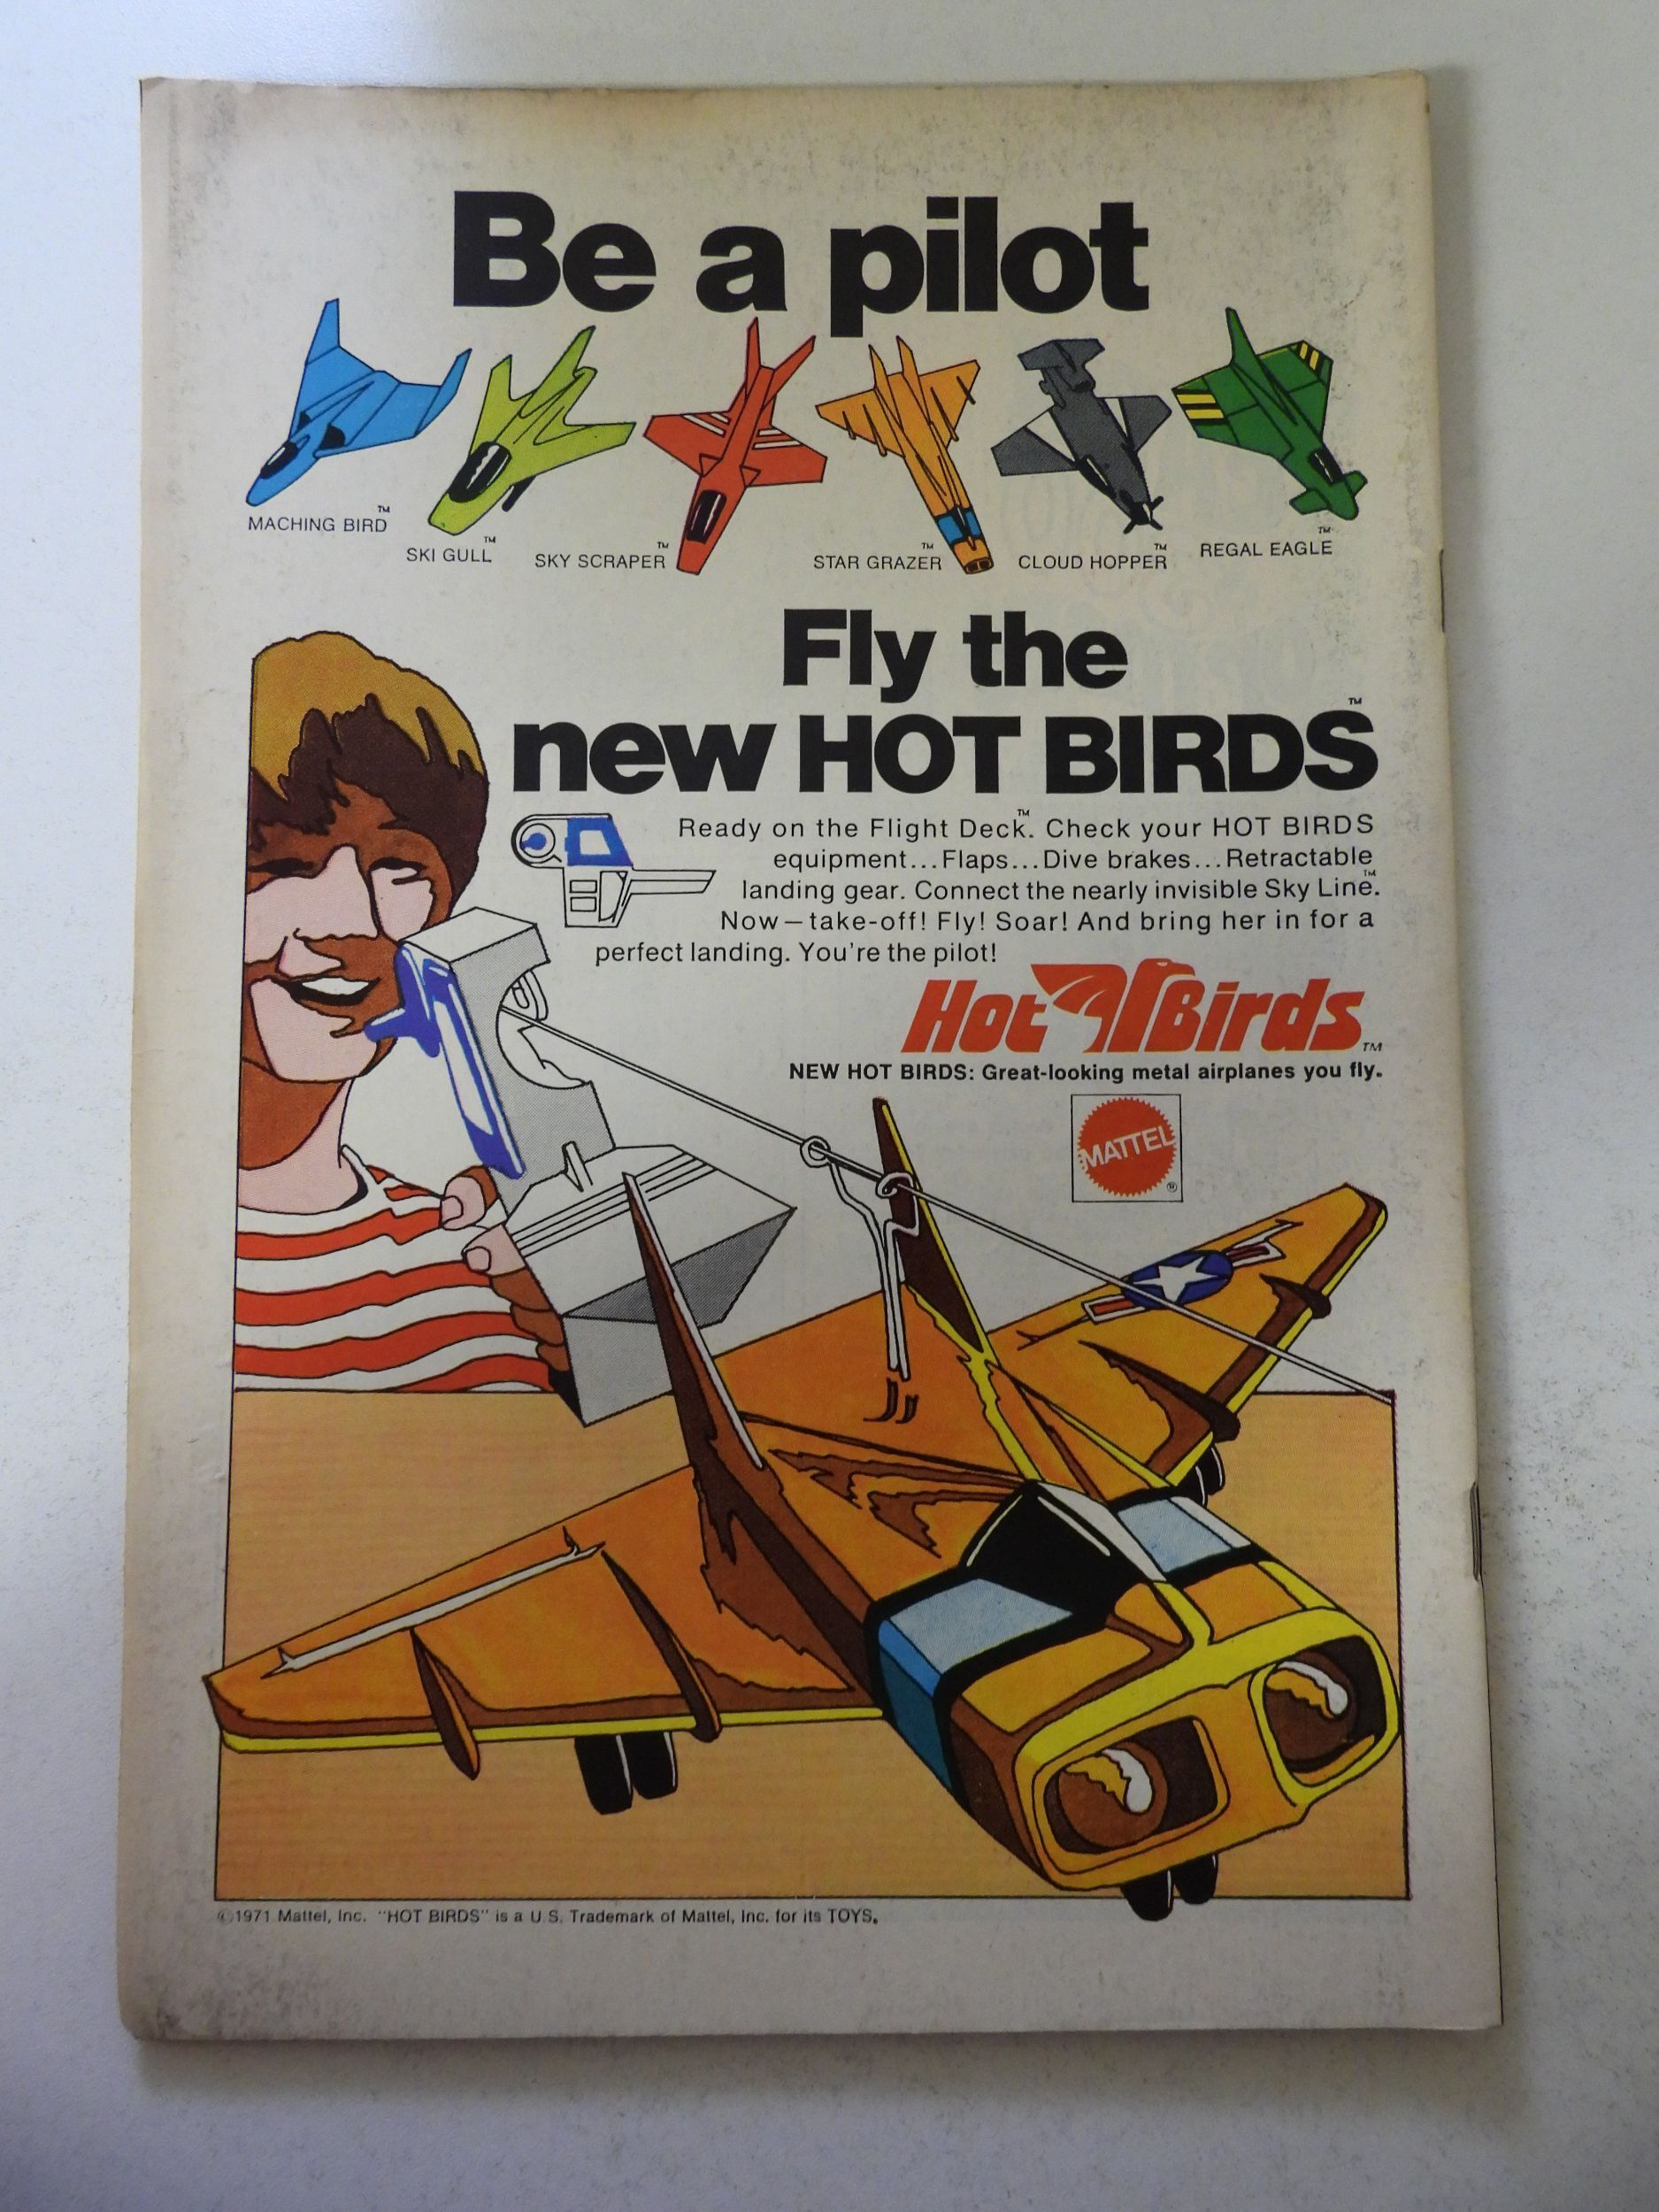 Be a pilot
MACHING BIRD™
SKI GULL™
SKY SCRAPER™
STAR GRAZER™
CLOUD HOPPER™
REGAL EAGLE™
Fly the
new HOT BIRDS™
Ready on the Flight Deck™. Check your HOT BIRDS
equipment...Flaps...Dive brakes...Retractable
landing gear. Connect the nearly invisible Sky Line™.
Now—take-off! Fly! Soar! And bring her in for a
perfect landing. You're the pilot!
Hot Birds™
NEW HOT BIRDS: Great-looking metal airplanes you fly.
MATTEL®
©1971 Mattel, Inc. "HOT BIRDS" is a U.S. Trademark of Mattel, Inc. for its TOYS.